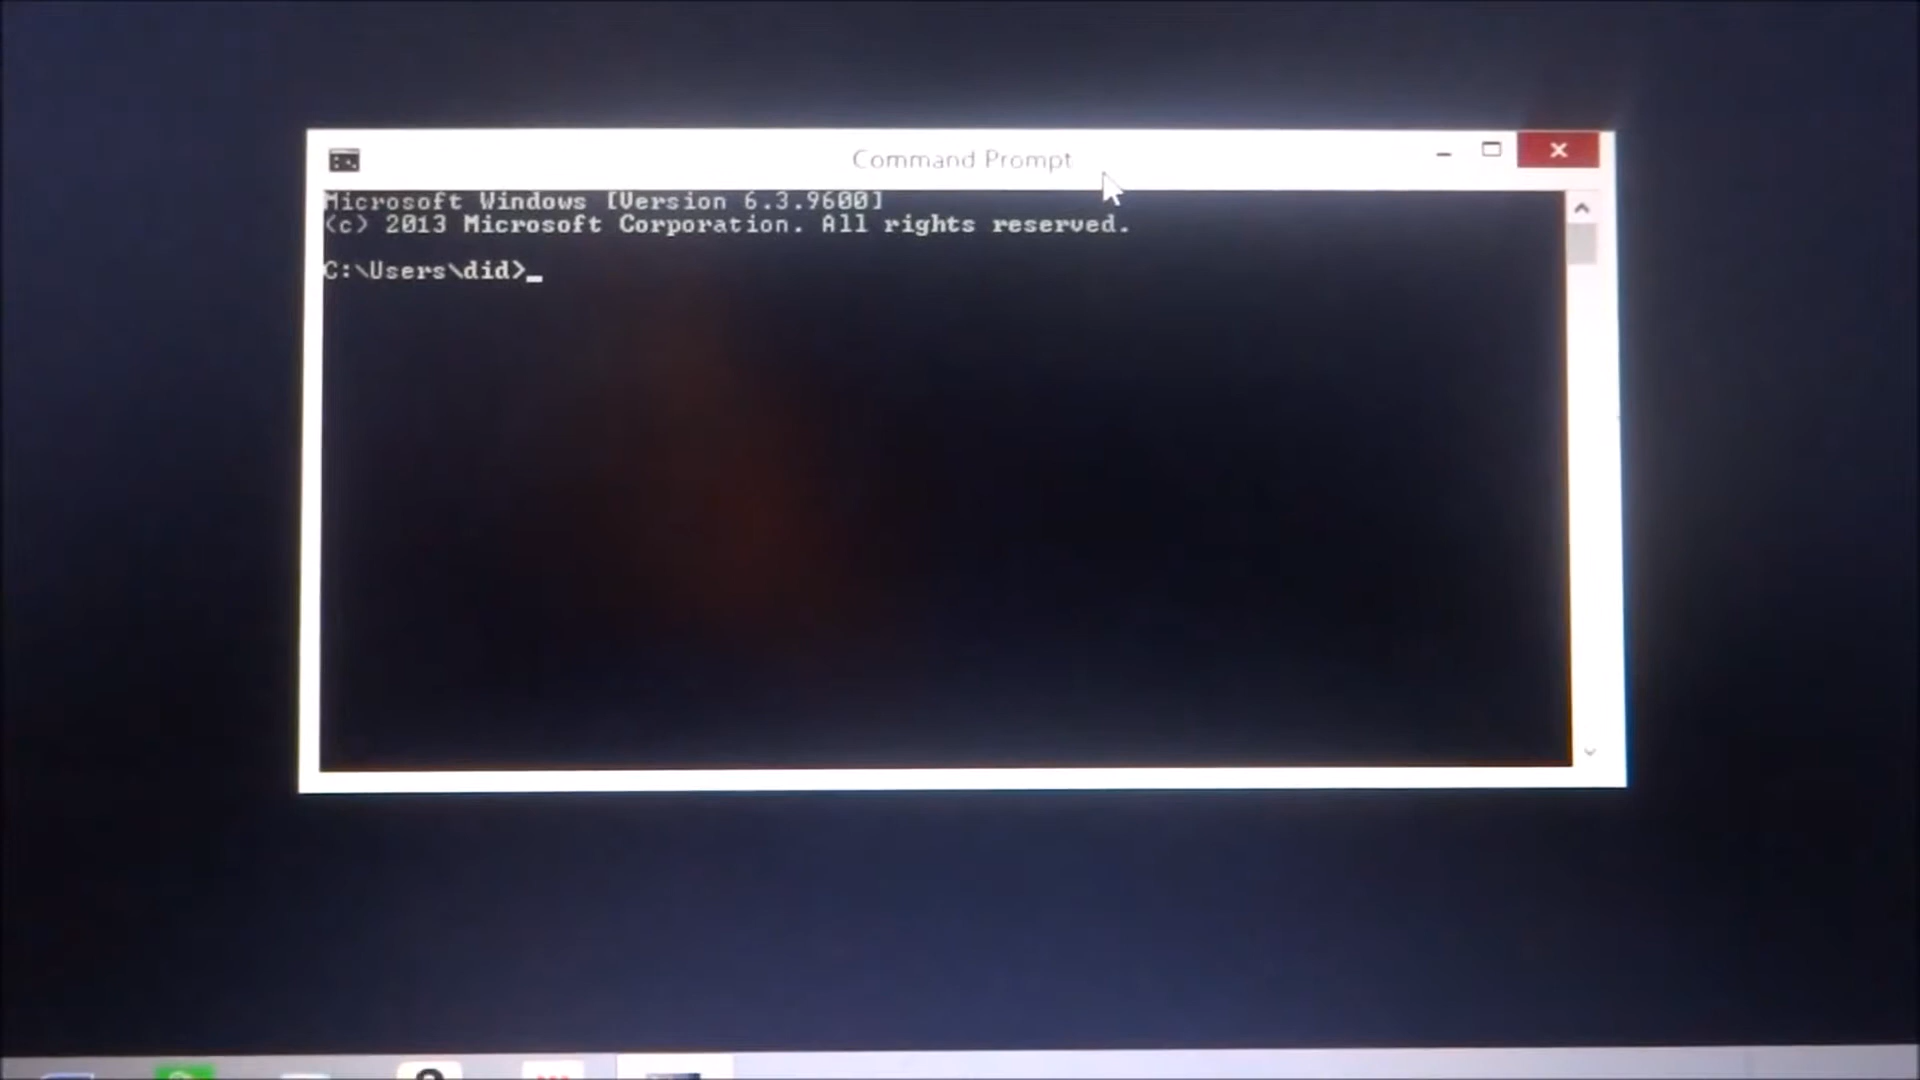 Command Prompt
Microsoft Windows [Version 6.3.9600]
(c) 2013 Microsoft Corporation. All rights reserved.
C:\Users\did>_